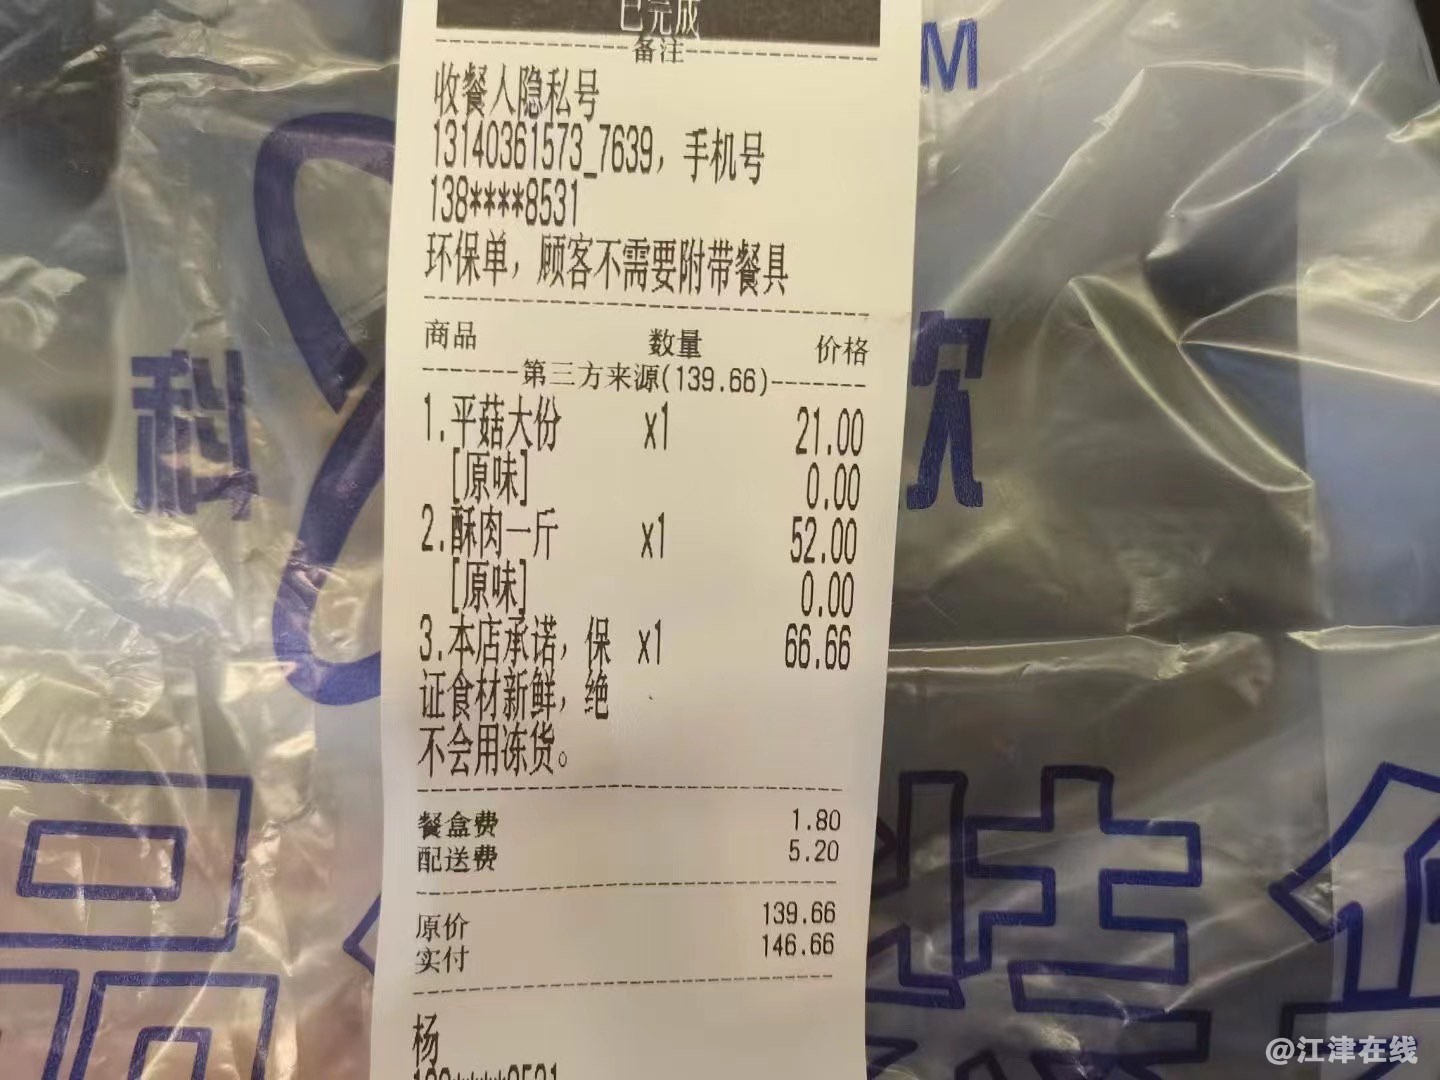 已完成
备注
收餐人隐私号
13140361573_7639，手机号
138****8531
环保单，顾客不需要附带餐具
商品 数量 价格
第三方来源(139.66)
1.平菇大份 x1 21.00
[原味] 0.00
2.酥肉一斤 x1 52.00
[原味] 0.00
3.本店承诺，保 x1 66.66
证食材新鲜，绝
不会用冻货。
餐盒费 1.80
配送费 5.20
原价 139.66
实付 146.66
杨
M
科
品
装
@江津在线